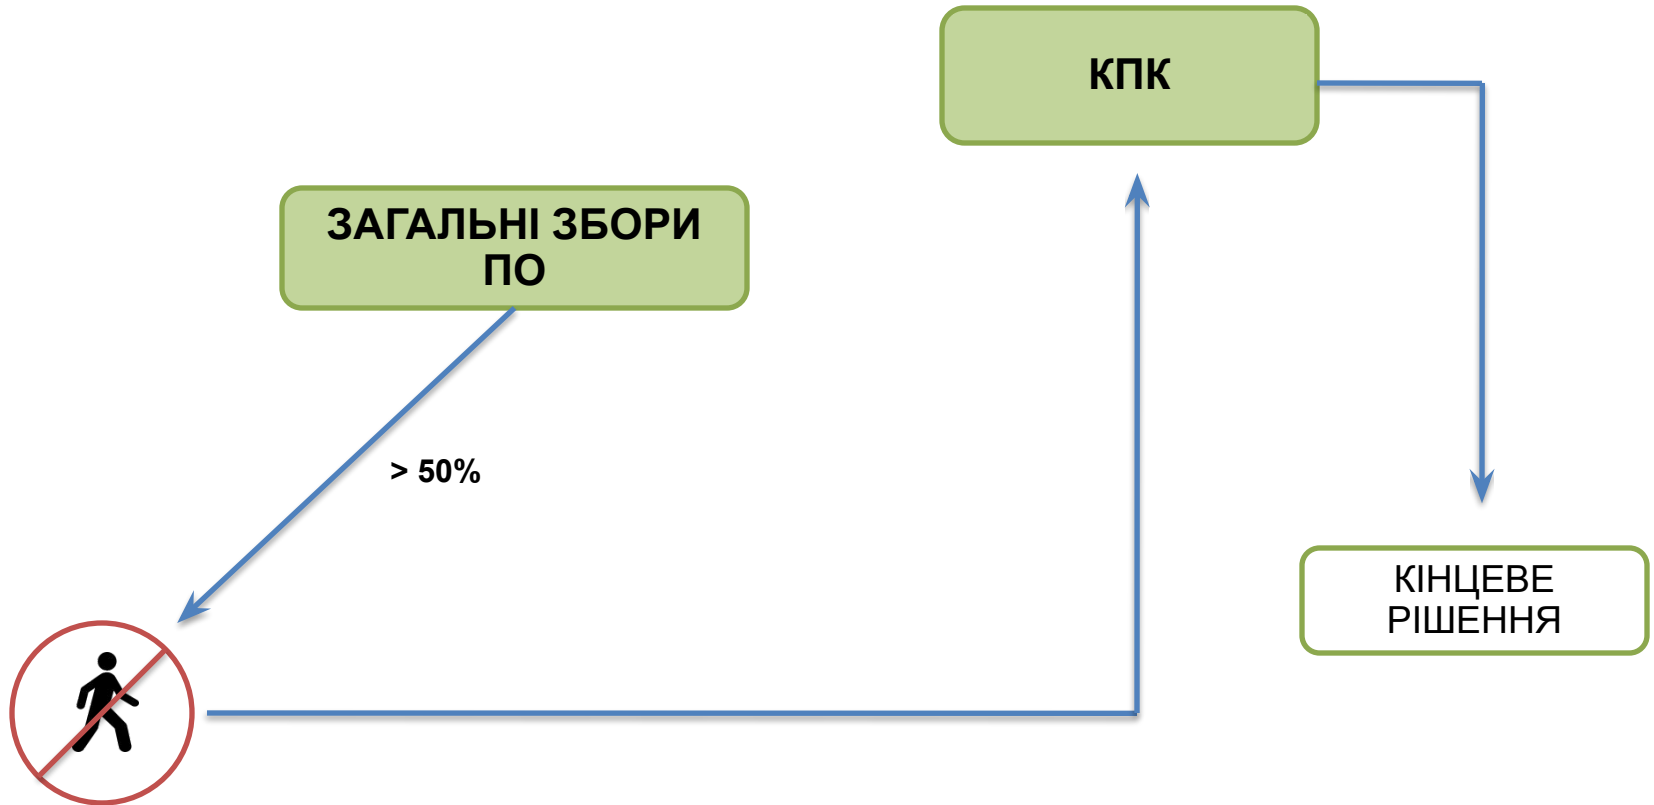 КПК
ЗАГАЛЬНІ ЗБОРИ
ПО
> 50%
КІНЦЕВЕ
РІШЕННЯ